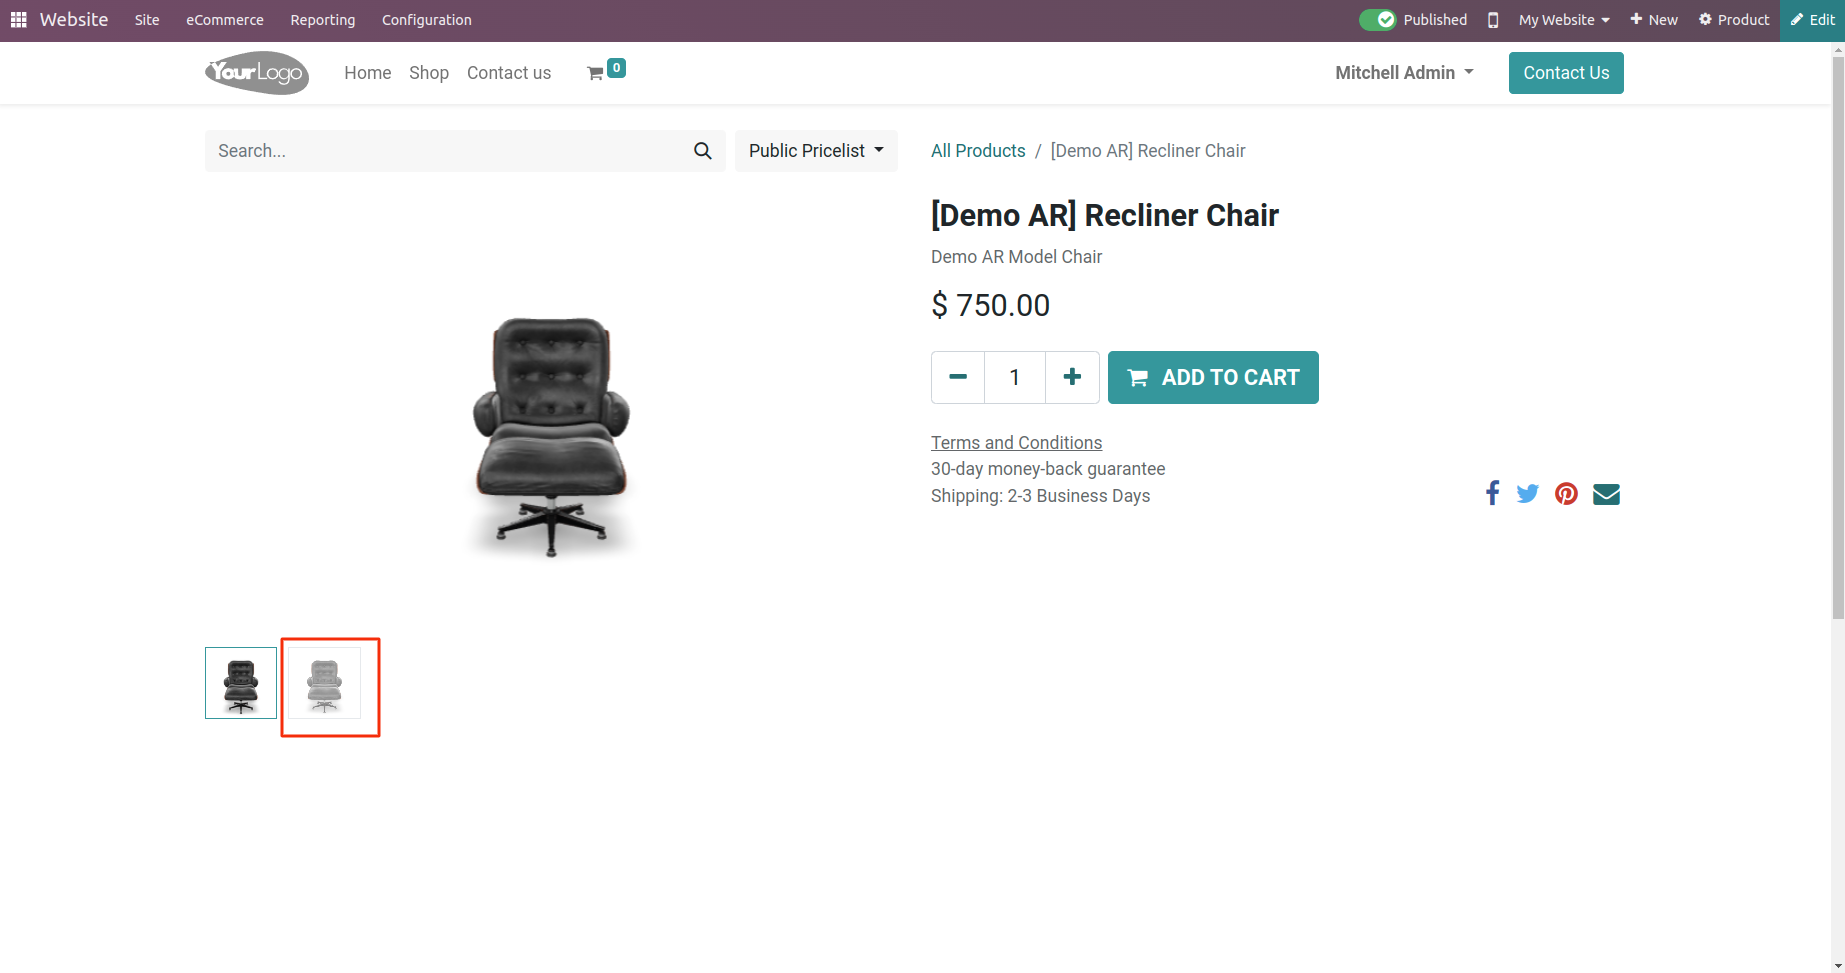 Website Site eCommerce Reporting Configuration Published My Website New Product Edit
YourLogo Home Shop Contact us 0 Mitchell Admin Contact Us
Search... Public Pricelist All Products / [Demo AR] Recliner Chair
[Demo AR] Recliner Chair
Demo AR Model Chair
$ 750.00
1 ADD TO CART
Terms and Conditions
30-day money-back guarantee
Shipping: 2-3 Business Days